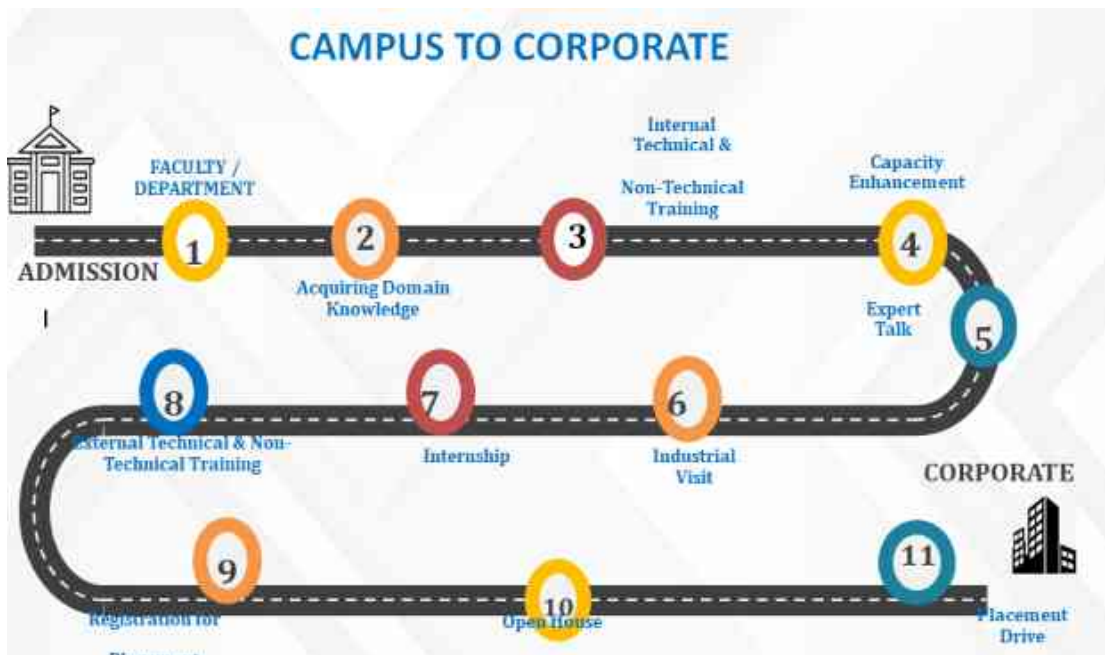 CAMPUS TO CORPORATE
Internal
Technical &
Non-Technical
Training
FACULTY /
DEPARTMENT
Capacity
Enhancement
1
2
3
4
ADMISSION
Acquiring Domain
Knowledge
Expert
Talk
5
8
7
6
External Technical & Non-
Technical Training
Internship
Industrial
Visit
CORPORATE
9
10
11
Registration for
Open House
Placement
Drive